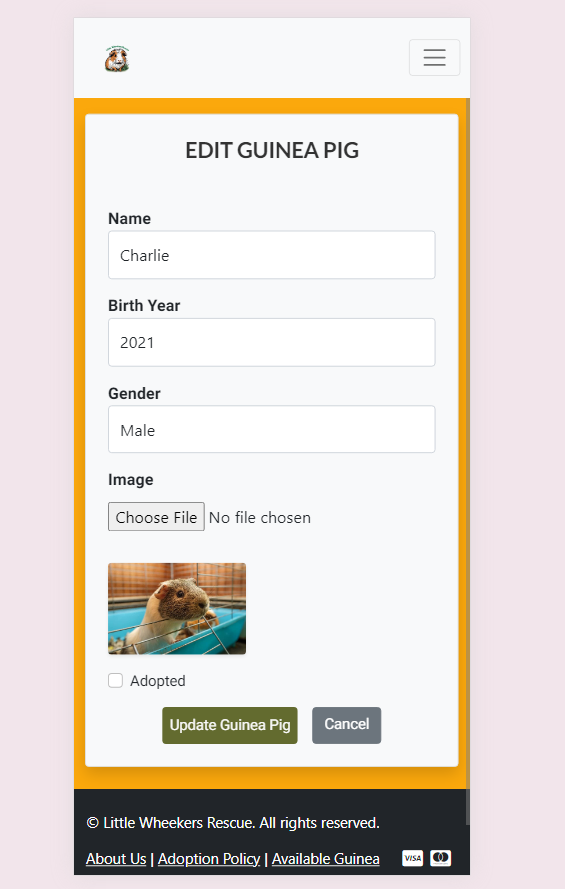 EDIT GUINEA PIG
Name
Charlie
Birth Year
2021
Gender
Male
Image
Choose File No file chosen
Adopted
Update Guinea Pig Cancel
© Little Wheekers Rescue. All rights reserved.
About Us | Adoption Policy | Available Guinea VISA